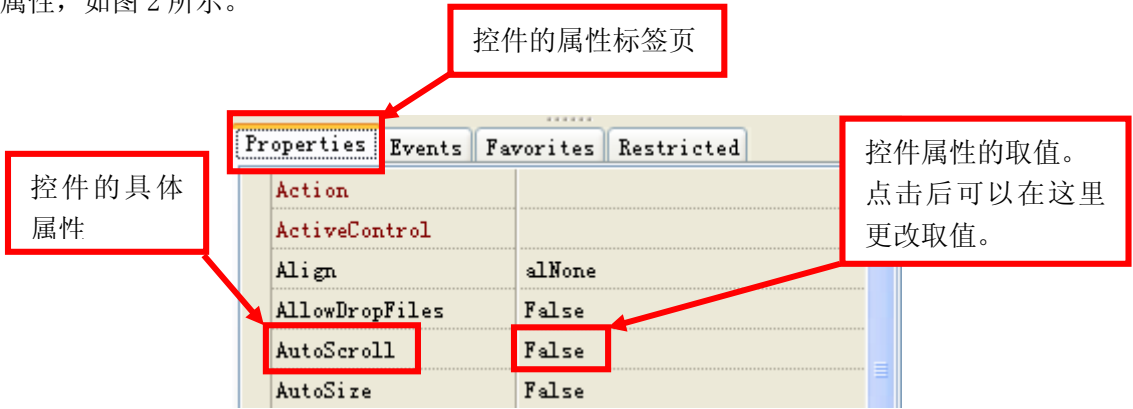 属性，如图 2 所示。
控件的属性标签页
Properties Events Favorites Restricted
控件的具体
属性
控件属性的取值。
点击后可以在这里
更改取值。
Action
ActiveControl
Align alNone
AllowDropFiles False
AutoScroll False
AutoSize False